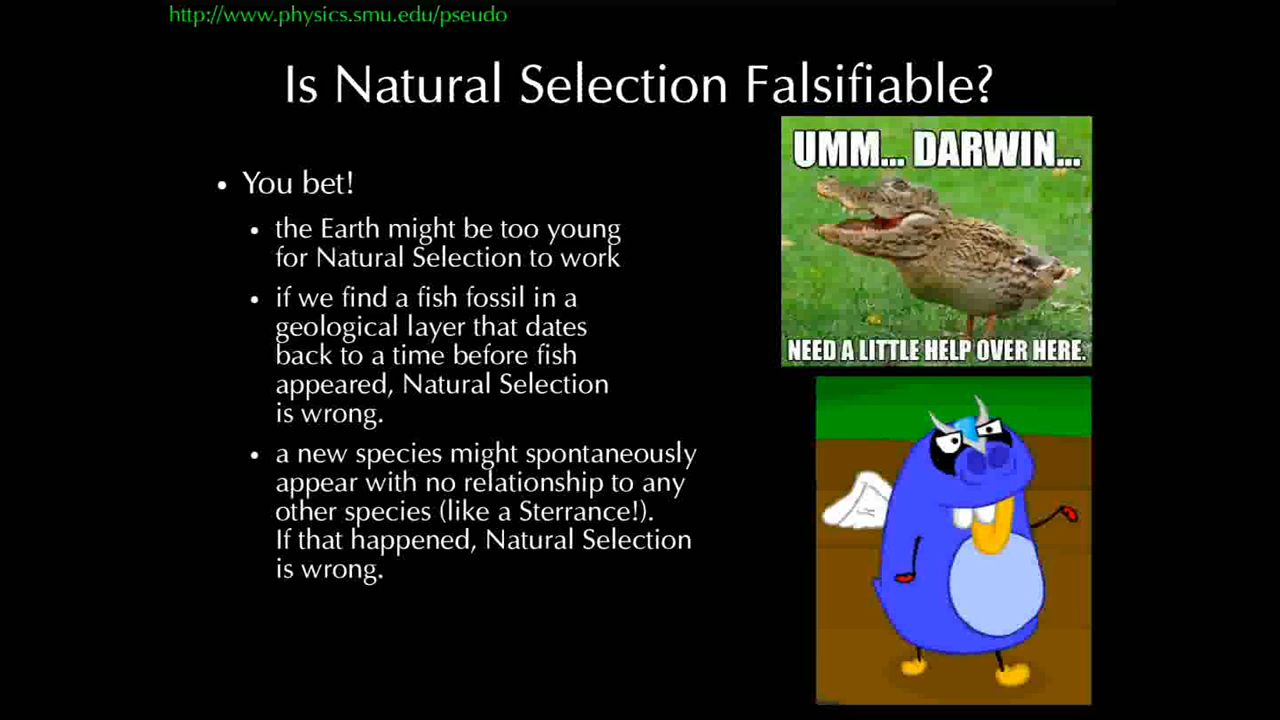 http://www.physics.smu.edu/pseudo
Is Natural Selection Falsifiable?
• You bet!
• the Earth might be too young
for Natural Selection to work
• if we find a fish fossil in a
geological layer that dates
back to a time before fish
appeared, Natural Selection
is wrong.
• a new species might spontaneously
appear with no relationship to any
other species (like a Sterrance!).
If that happened, Natural Selection
is wrong.
UMM... DARWIN...
NEED A LITTLE HELP OVER HERE.